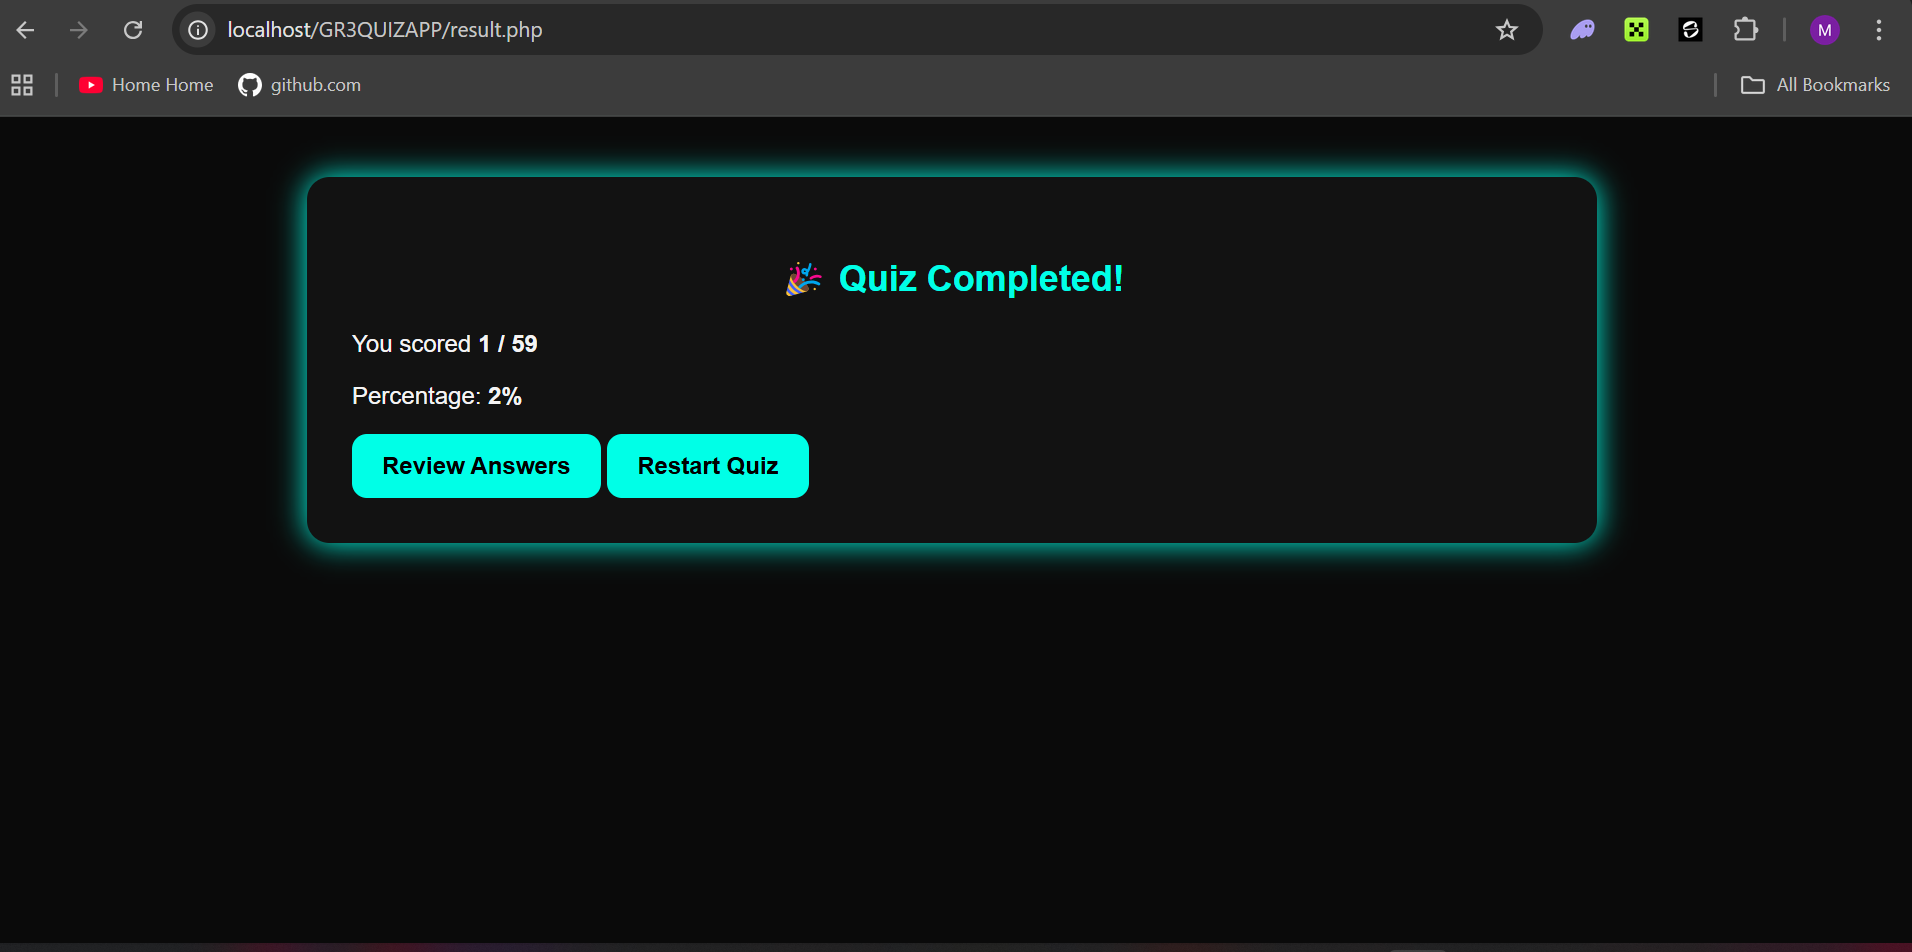 localhost/GR3QUIZAPP/result.php
M
Home Home
github.com
All Bookmarks
🎉 Quiz Completed!
You scored 1 / 59
Percentage: 2%
Review Answers
Restart Quiz